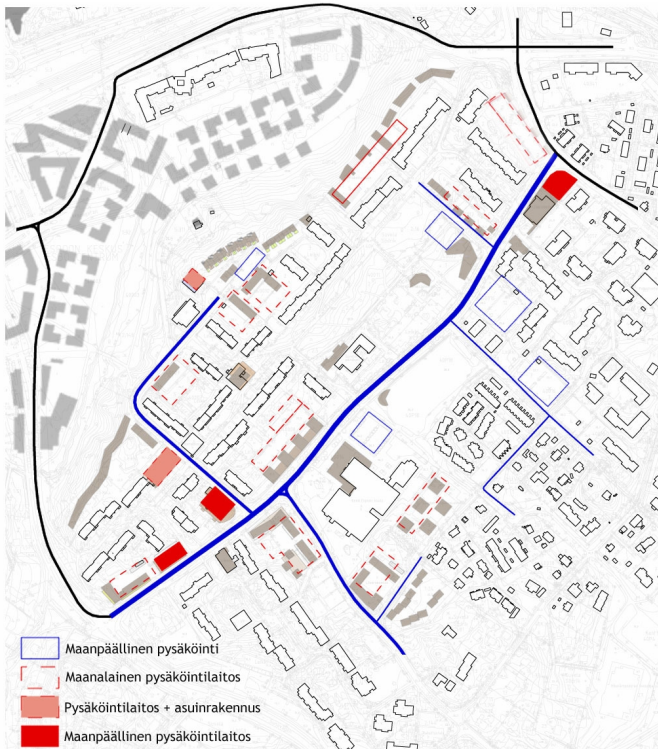 Maanpäällinen pysäköinti
Maanalainen pysäköintilaitos
Pysäköintilaitos + asuinrakennus
Maanpäällinen pysäköintilaitos